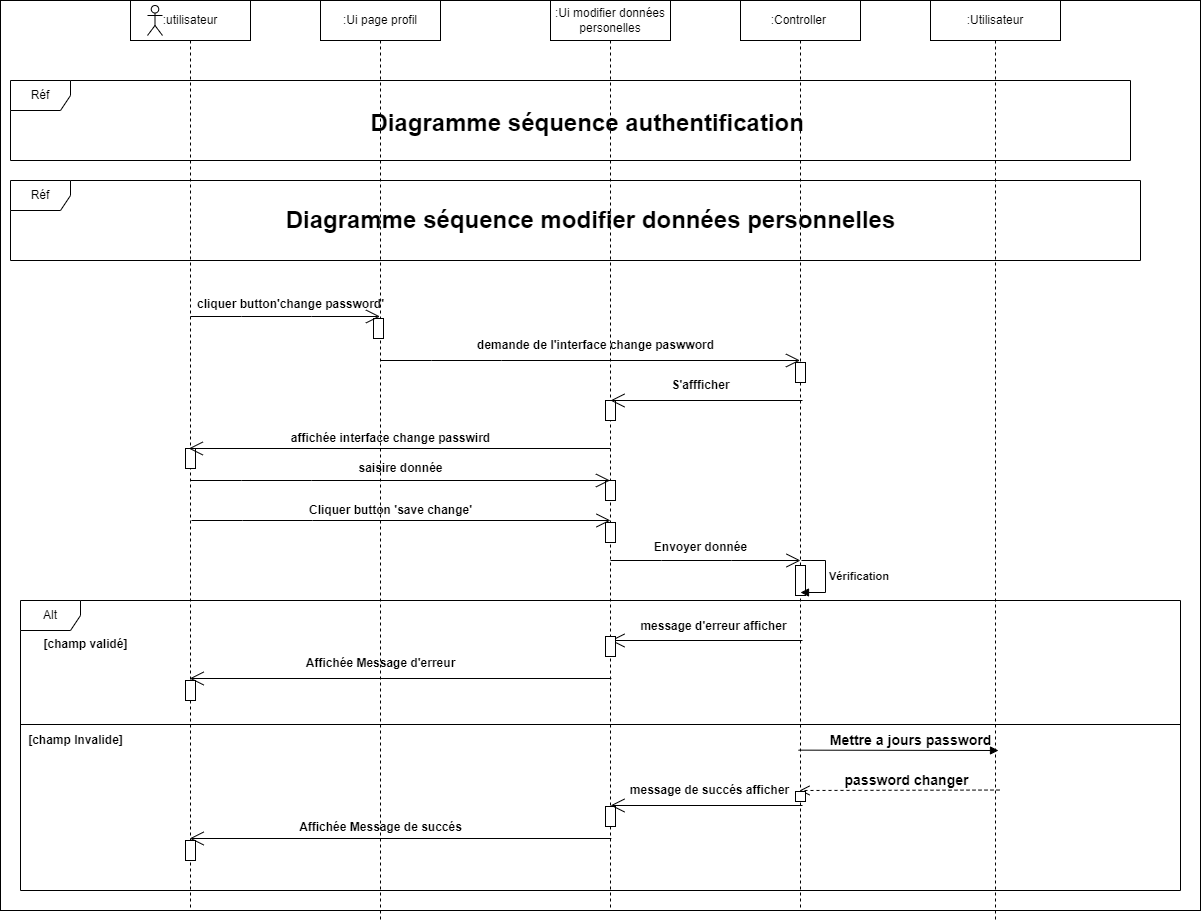 :utilisateur
:Ui page profil
:Ui modifier données
personelles
:Controller
:Utilisateur
Réf
Diagramme séquence authentification
Réf
Diagramme séquence modifier données personnelles
cliquer button'change password'
demande de l'interface change paswword
S'affficher
affichée interface change passwird
saisire donnée
Cliquer button 'save change'
Envoyer donnée
Vérification
Alt
message d'erreur afficher
[champ validé]
Affichée Message d'erreur
[champ Invalide]
Mettre a jours password
password changer
message de succés afficher
Affichée Message de succés